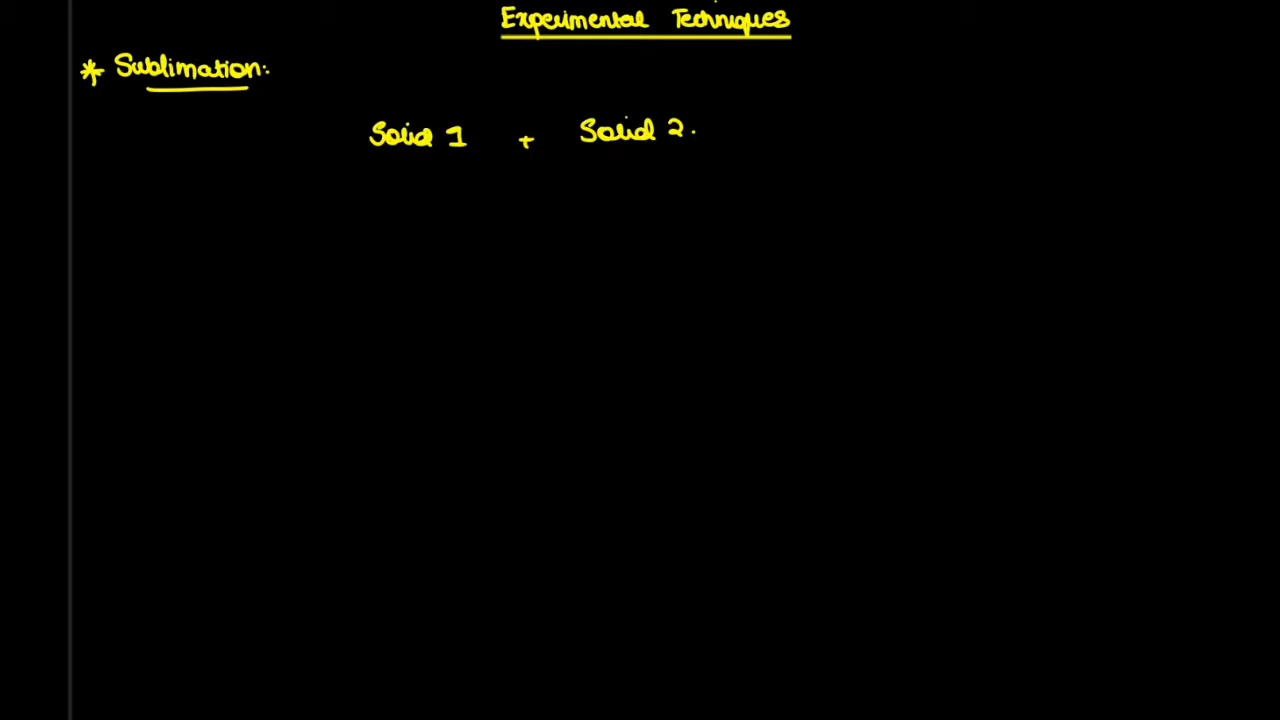 Experimental Techniques
* Sublimation:
Solid 1 + Solid 2.